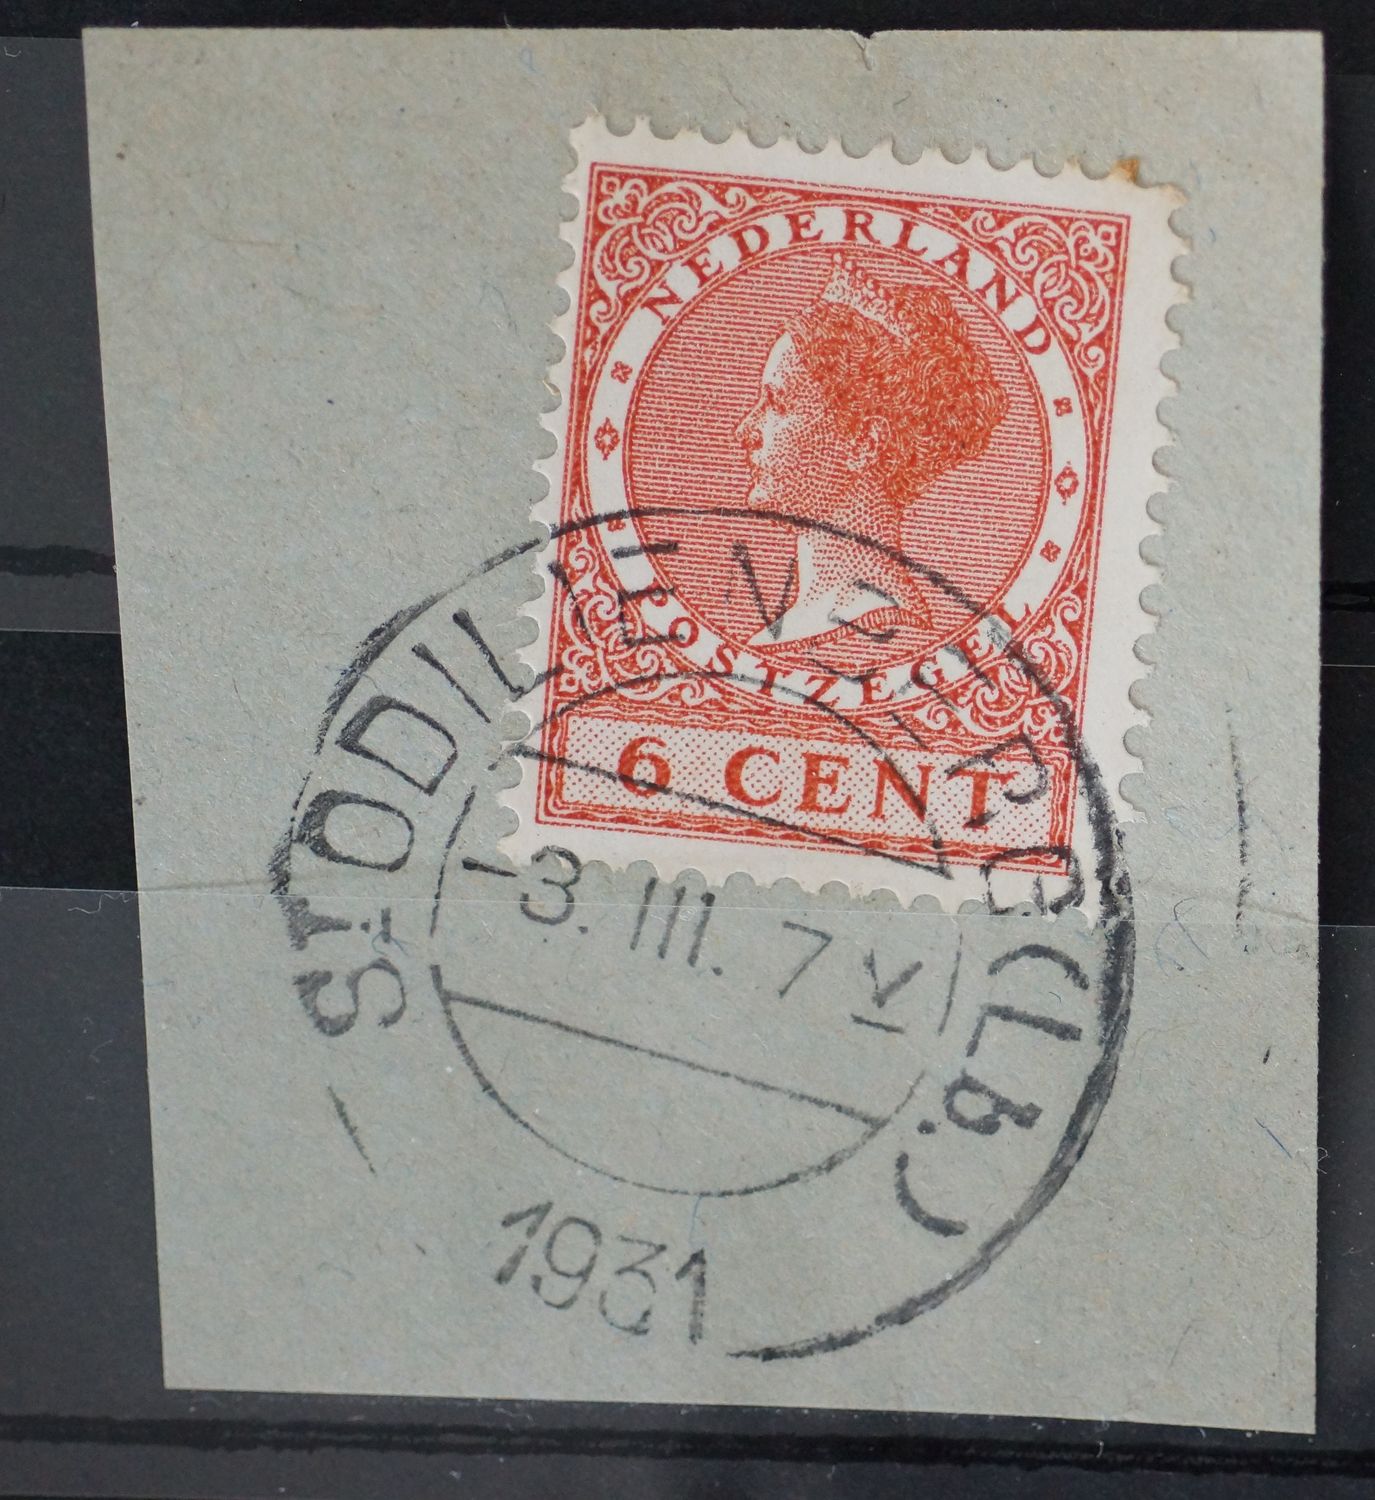 NEDERLAND
POSTZEGEL
6 CENT
ST ODILIENBERG (LB.)
-3. III. 7 V
1931